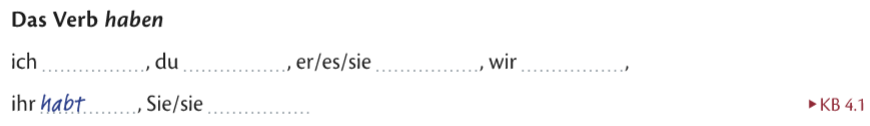 Das Verb haben
ich ................., du ................., er/es/sie ................., wir .................,
ihr habt ........, Sie/sie ................. ▸ KB 4.1